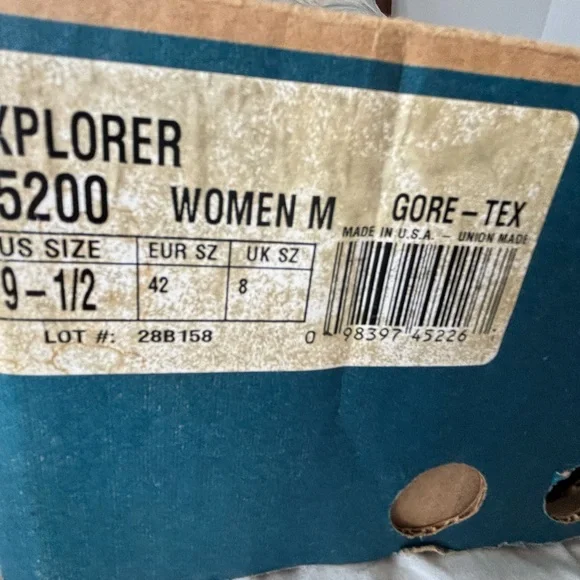 XPLORER
5200 WOMEN M GORE-TEX
MADE IN U.S.A. - UNION MADE
US SIZE EUR SZ UK SZ
9-1/2 42 8
LOT #: 28B158
0 98397 45226